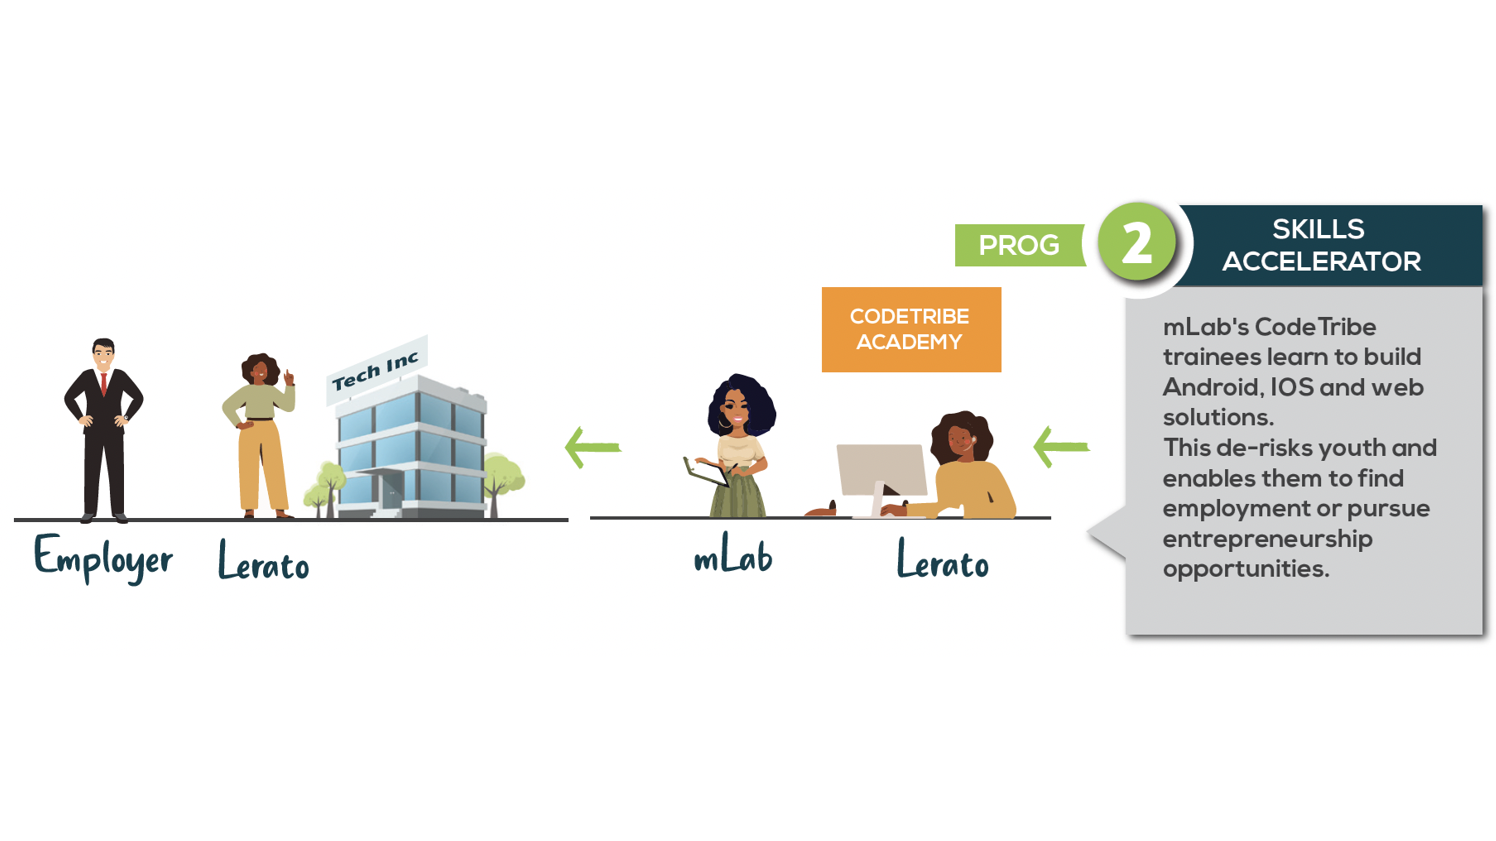 PROG
2
SKILLS
ACCELERATOR
CODETRIBE
ACADEMY
mLab's CodeTribe
trainees learn to build
Android, IOS and web
solutions.
This de-risks youth and
enables them to find
employment or pursue
entrepreneurship
opportunities.
Tech Inc
Employer
Lerato
mLab
Lerato